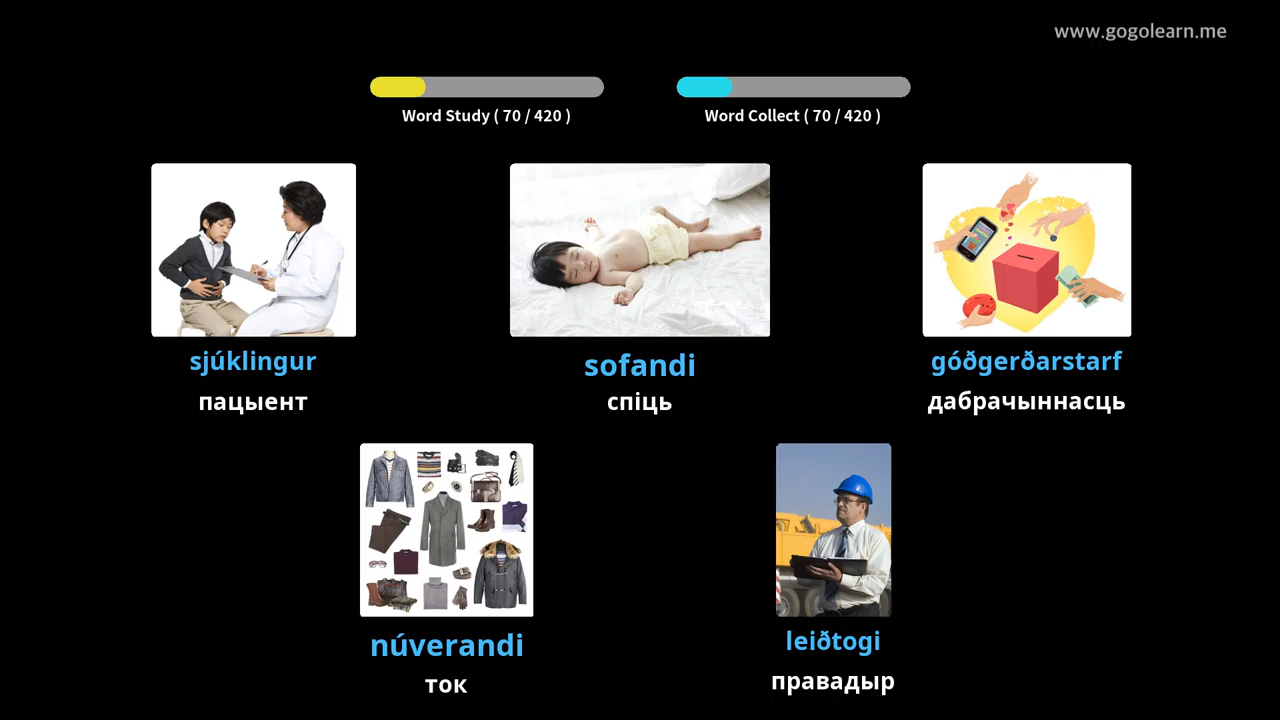 www.gogolearn.me
Word Study ( 70 / 420 )
Word Collect ( 70 / 420 )
sjúklingur
пацыент
sofandi
спіць
góðgerðarstarf
дабрачыннасць
núverandi
ток
leiðtogi
правадыр